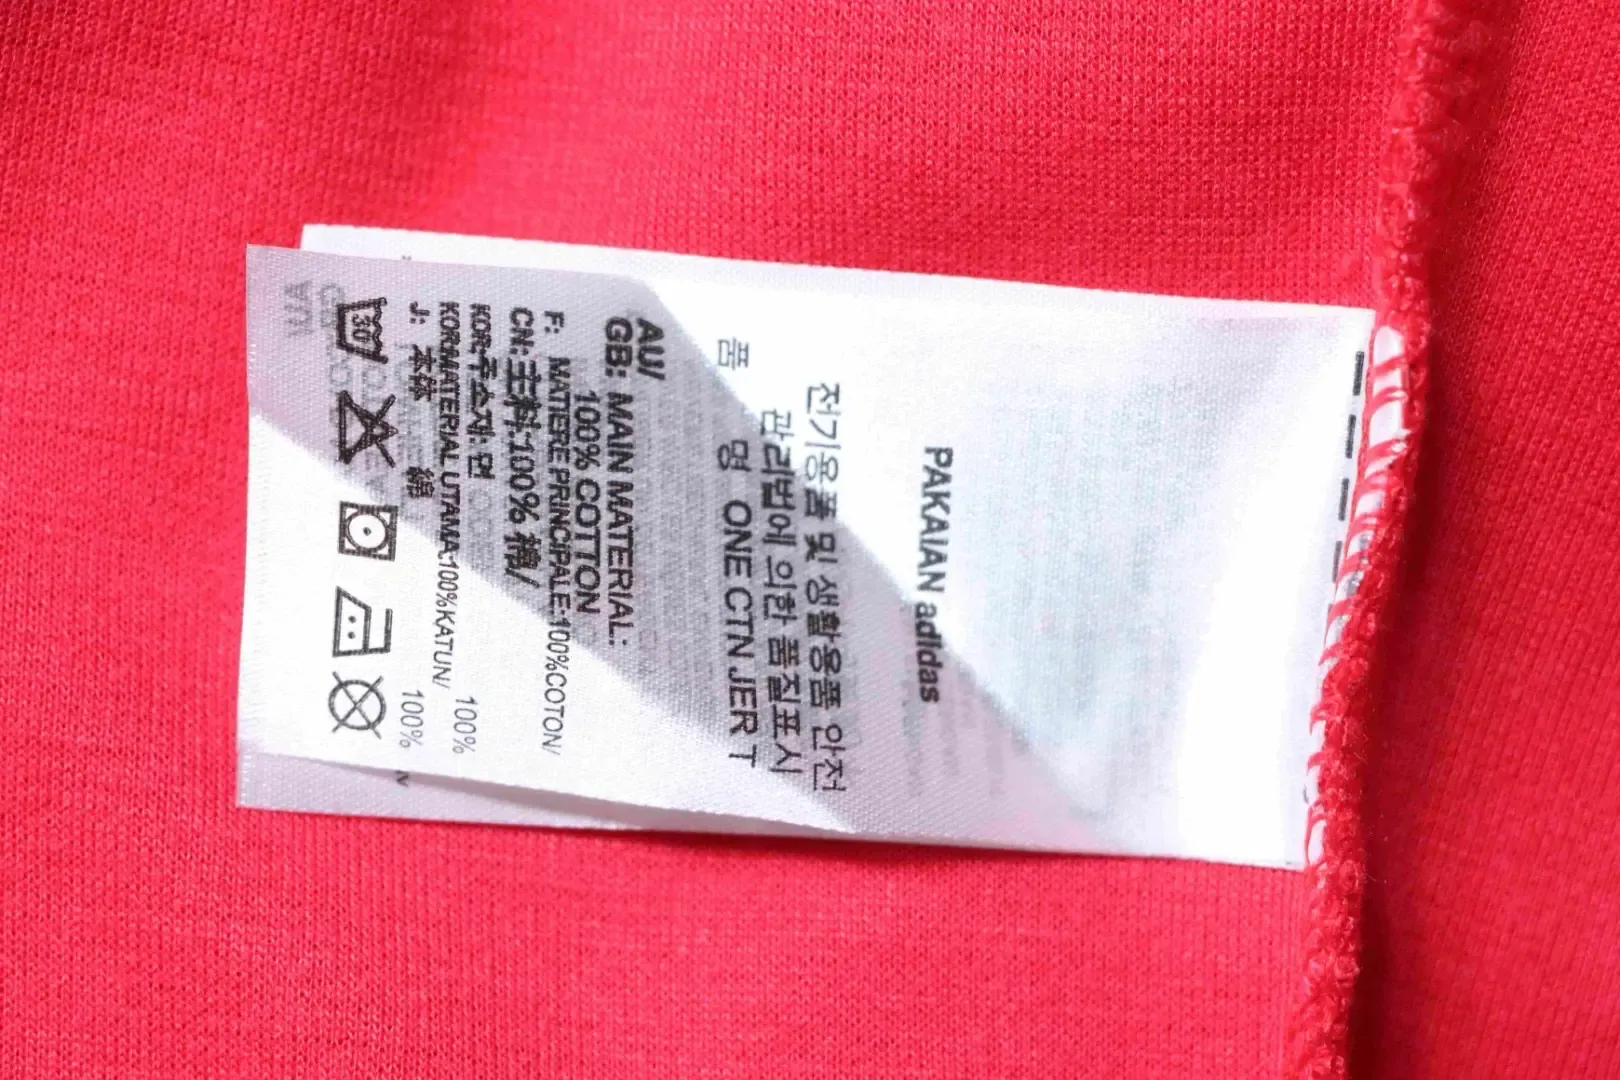 PAKAIAN adidas
전기용품 및 생활용품 안전
관리법에 의한 품질표시
품 명 ONE CTN JER T
AU/
GB: MAIN MATERIAL:
100% COTTON
F: MATIERE PRINCIPALE:100%COTON/
CN:主料:100% 棉/
KOR:주소재: 면 100%
KORMATERIAL UTAMA:100%KATUN/
J: 本体 綿 100%
30